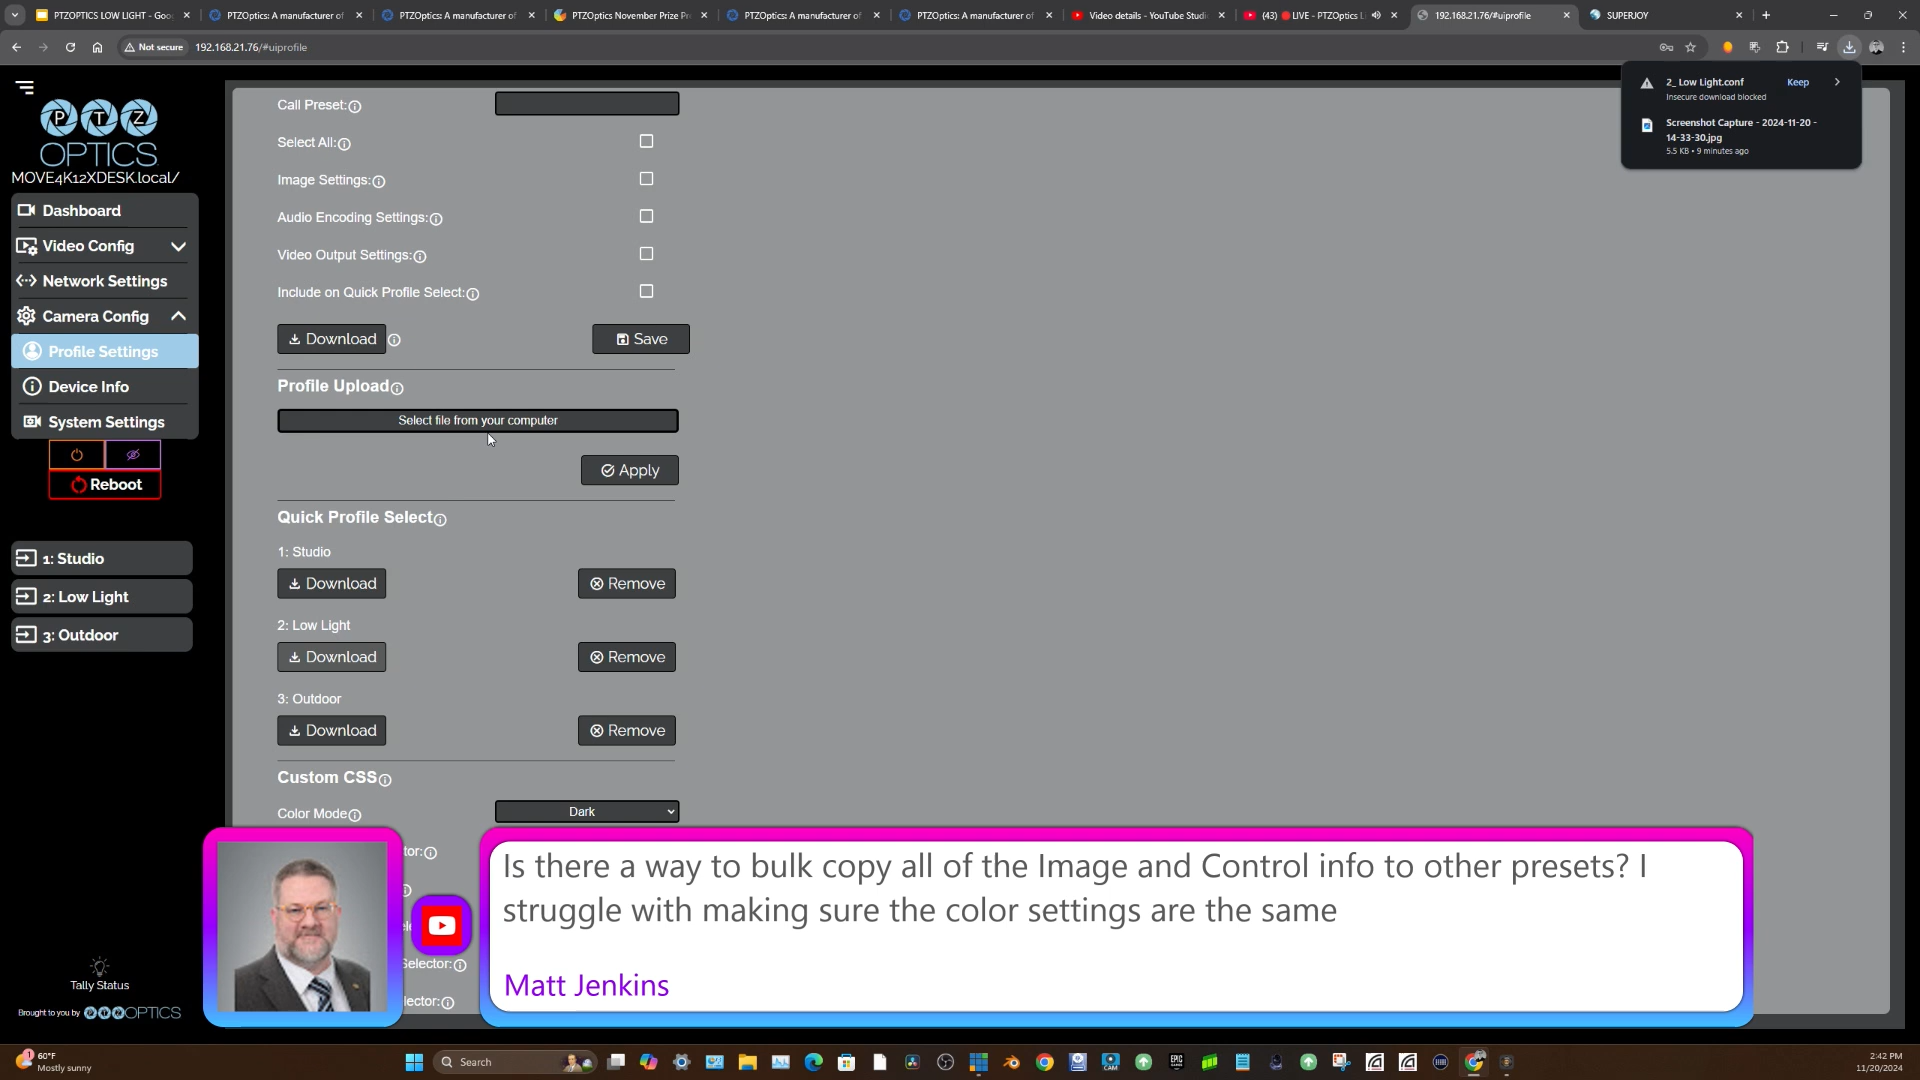 PTZOPTICS LOW LIGHT - Goo
PTZOptics: A manufacturer of
PTZOptics: A manufacturer of
PTZOptics November Prize Pr
PTZOptics: A manufacturer of
PTZOptics: A manufacturer of
Video details - YouTube Studi
(43) LIVE - PTZOptics L
192.168.21.76/#uiprofile
SUPERJOY
Not secure
192.168.21.76/#uiprofile
2_ Low Light.conf
Keep
Insecure download blocked
Screenshot Capture - 2024-11-20 -
14-33-30.jpg
5.5 KB • 9 minutes ago
PTZ
OPTICS
MOVE4K12XDESK.local/
Dashboard
Video Config
Network Settings
Camera Config
Profile Settings
Device Info
System Settings
Reboot
1: Studio
2: Low Light
3: Outdoor
Tally Status
Brought to you by PTZOPTICS
Call Preset:
Select All:
Image Settings:
Audio Encoding Settings:
Video Output Settings:
Include on Quick Profile Select:
Download
Save
Profile Upload
Select file from your computer
Apply
Quick Profile Select
1: Studio
Download
Remove
2: Low Light
Download
Remove
3: Outdoor
Download
Remove
Custom CSS
Color Mode
Dark
tor:
Selector:
lector:
Is there a way to bulk copy all of the Image and Control info to other presets? I
struggle with making sure the color settings are the same
Matt Jenkins
1
60°F
Mostly sunny
Search
CAM
EPIC
2:42 PM
11/20/2024